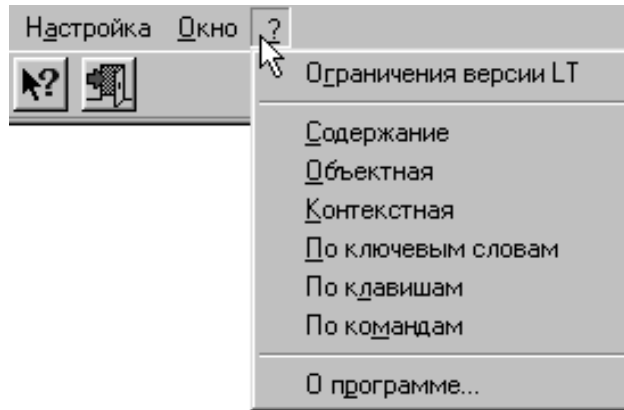 Настройка Окно ?
?
Ограничения версии LT
Содержание
Объектная
Контекстная
По ключевым словам
По клавишам
По командам
О программе...